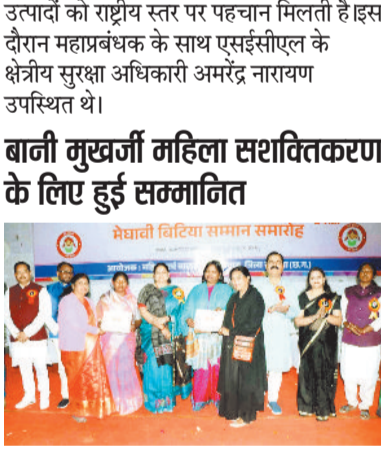 उत्पादों को राष्ट्रीय स्तर पर पहचान मिलती है।इस
दौरान महाप्रबंधक के साथ एसईसीएल के
क्षेत्रीय सुरक्षा अधिकारी अमरेंद्र नारायण
उपस्थित थे।
बानी मुखर्जी महिला सशक्तिकरण
के लिए हुई सम्मानित
मेधावी बिटिया सम्मान समारोह
आयोजक : (छ.ग.)